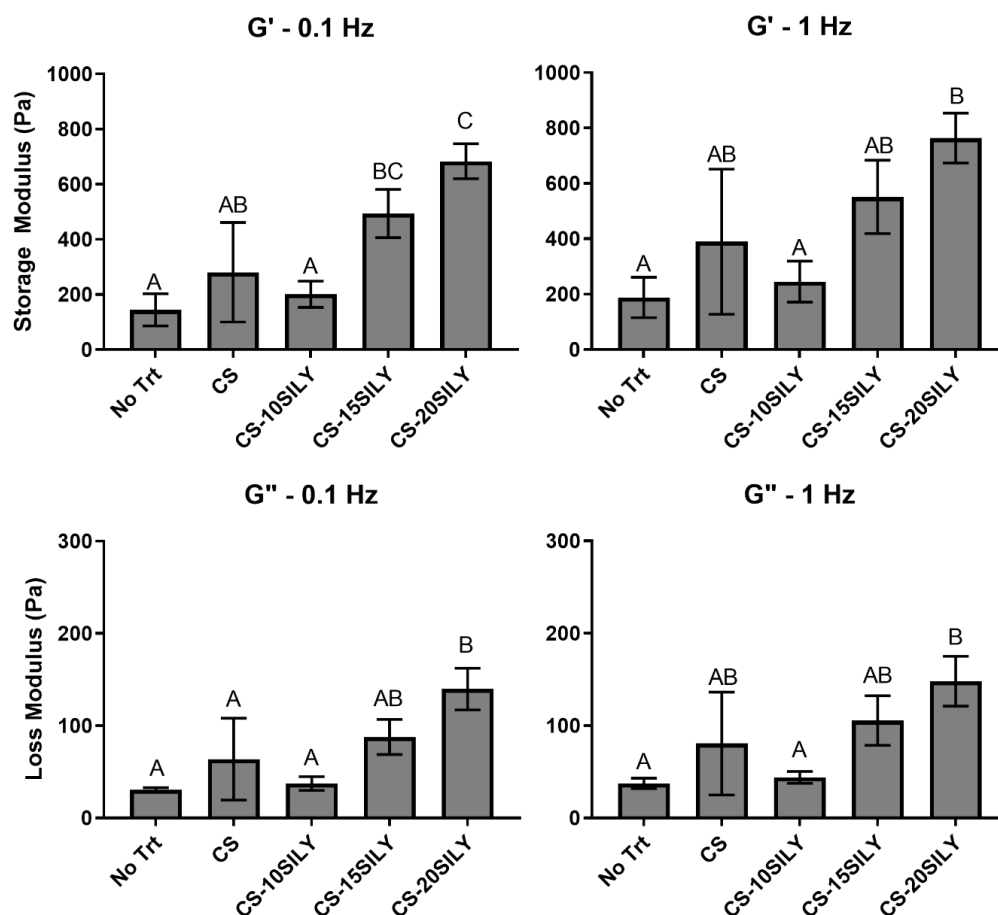 G' - 0.1 Hz
Storage Modulus (Pa)
1000
800
600
400
200
0
A
AB
A
BC
C
No Trt
CS
CS-10SILY
CS-15SILY
CS-20SILY
G' - 1 Hz
1000
800
600
400
200
0
A
AB
A
AB
B
No Trt
CS
CS-10SILY
CS-15SILY
CS-20SILY
G" - 0.1 Hz
Loss Modulus (Pa)
300
200
100
0
A
A
A
AB
B
No Trt
CS
CS-10SILY
CS-15SILY
CS-20SILY
G" - 1 Hz
300
200
100
0
A
AB
A
AB
B
No Trt
CS
CS-10SILY
CS-15SILY
CS-20SILY